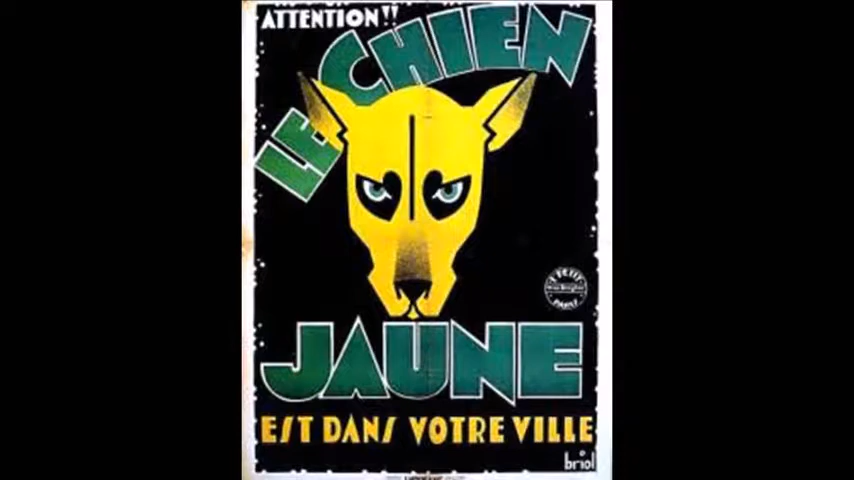 ATTENTION!!
LE CHIEN
JAUNE
EST DANS VOTRE VILLE
briol